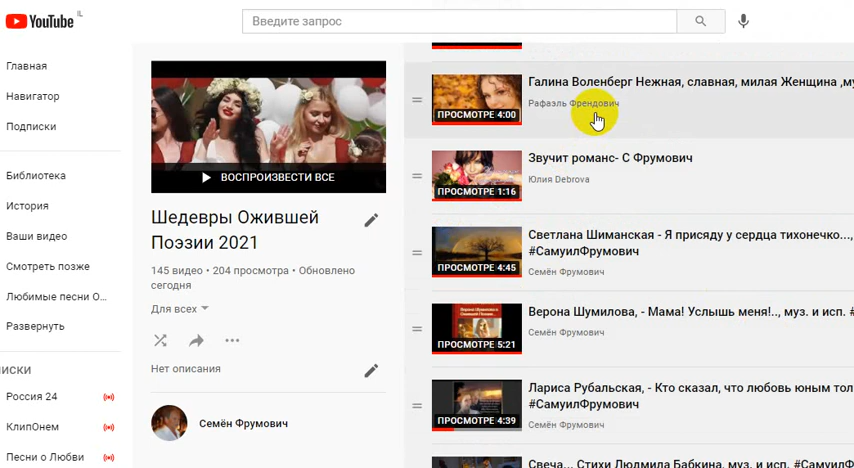 YouTube IL
Введите запрос
Главная
Навигатор
Подписки
Библиотека
История
Ваши видео
Смотреть позже
Любимые песни О...
Развернуть
ИСКИ
Россия 24
КлипОнем
Песни о Любви
ВОСПРОИЗВЕСТИ ВСЕ
Шедевры Ожившей
Поэзии 2021
145 видео • 204 просмотра • Обновлено
сегодня
Для всех
Нет описания
Семён Фрумович
ПРОСМОТРЕ 4:00
Галина Воленберг Нежная, славная, милая Женщина ,му
Рафаэль Френдович
ПРОСМОТРЕ 1:16
Звучит романс- С Фрумович
Юлия Debrova
ПРОСМОТРЕ 4:45
Светлана Шиманская - Я присяду у сердца тихонечко...,
#СамуилФрумович
Семён Фрумович
ПРОСМОТРЕ 5:21
Верона Шумилова, - Мама! Услышь меня!.., муз. и исп. #
Семён Фрумович
ПРОСМОТРЕ 4:39
Лариса Рубальская, - Кто сказал, что любовь юным тол
#СамуилФрумович
Семён Фрумович
Свеча... Стихи Людмила Бабкина, муз. и исп. #Самуил